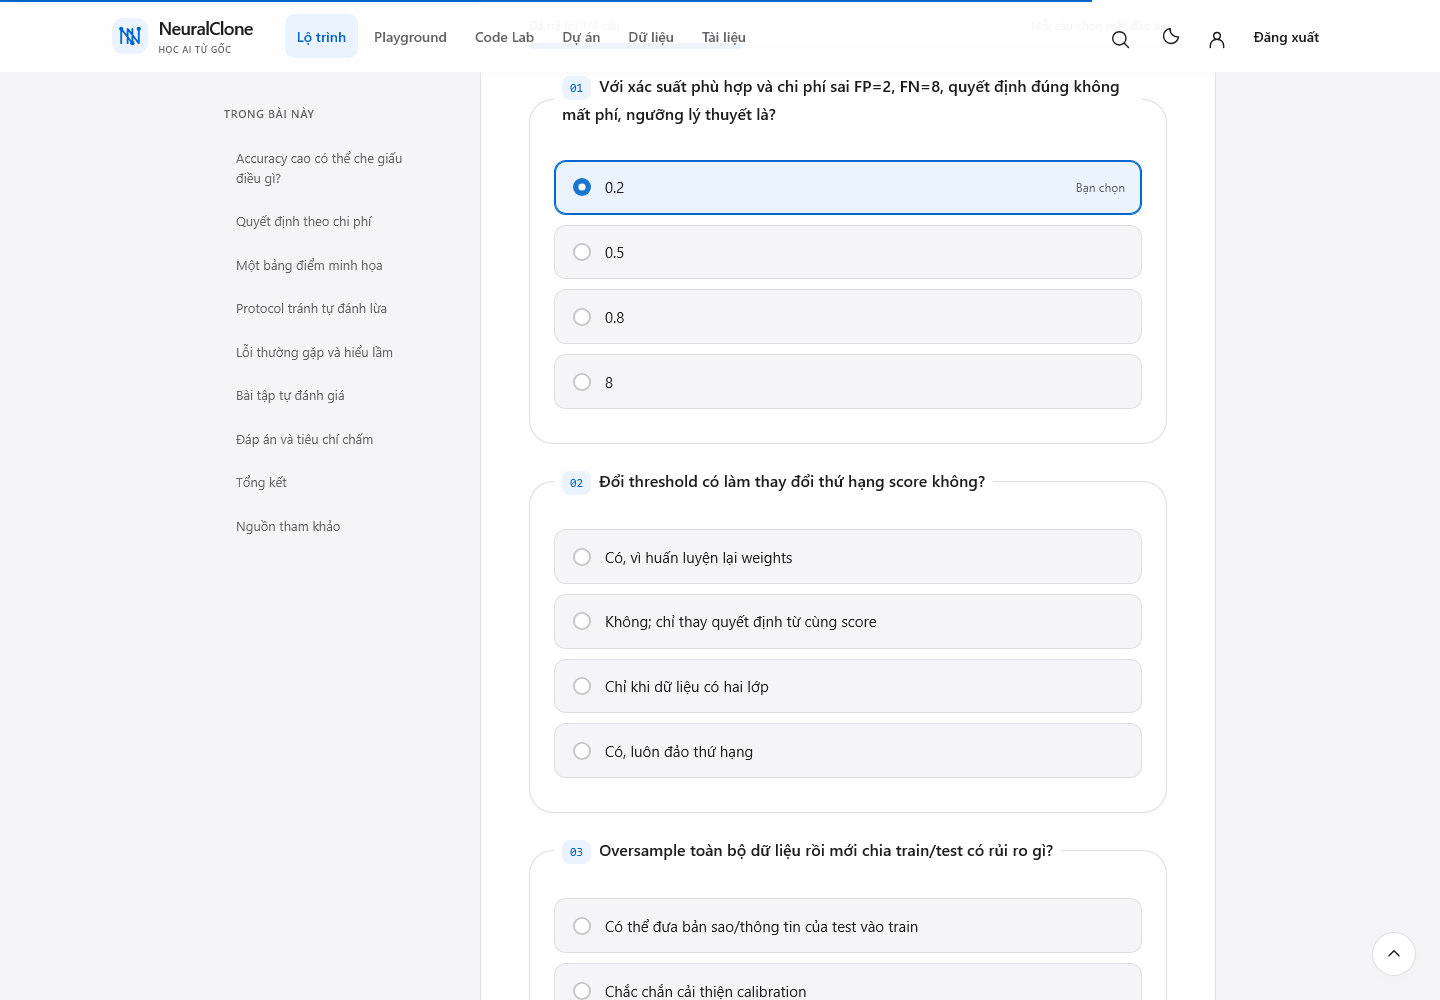 NeuralClone
HỌC AI TỪ GỐC
Lộ trình
Playground
Code Lab
Dự án
Dữ liệu
Tài liệu
Đăng xuất
Đã trả lời 1/3 câu
TRONG BÀI NÀY
Accuracy cao có thể che giấu
điều gì?
Quyết định theo chi phí
Một bảng điểm minh họa
Protocol tránh tự đánh lừa
Lỗi thường gặp và hiểu lầm
Bài tập tự đánh giá
Đáp án và tiêu chí chấm
Tổng kết
Nguồn tham khảo
01 Với xác suất phù hợp và chi phí sai FP=2, FN=8, quyết định đúng không
mất phí, ngưỡng lý thuyết là?
0.2 Bạn chọn
0.5
0.8
8
02 Đổi threshold có làm thay đổi thứ hạng score không?
Có, vì huấn luyện lại weights
Không; chỉ thay quyết định từ cùng score
Chỉ khi dữ liệu có hai lớp
Có, luôn đảo thứ hạng
03 Oversample toàn bộ dữ liệu rồi mới chia train/test có rủi ro gì?
Có thể đưa bản sao/thông tin của test vào train
Chắc chắn cải thiện calibration